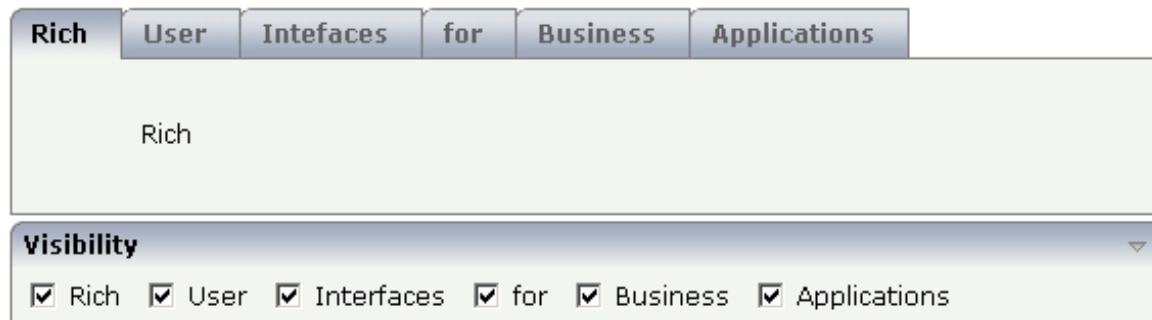 Rich User Intefaces for Business Applications
Rich
Visibility
Rich User Interfaces for Business Applications